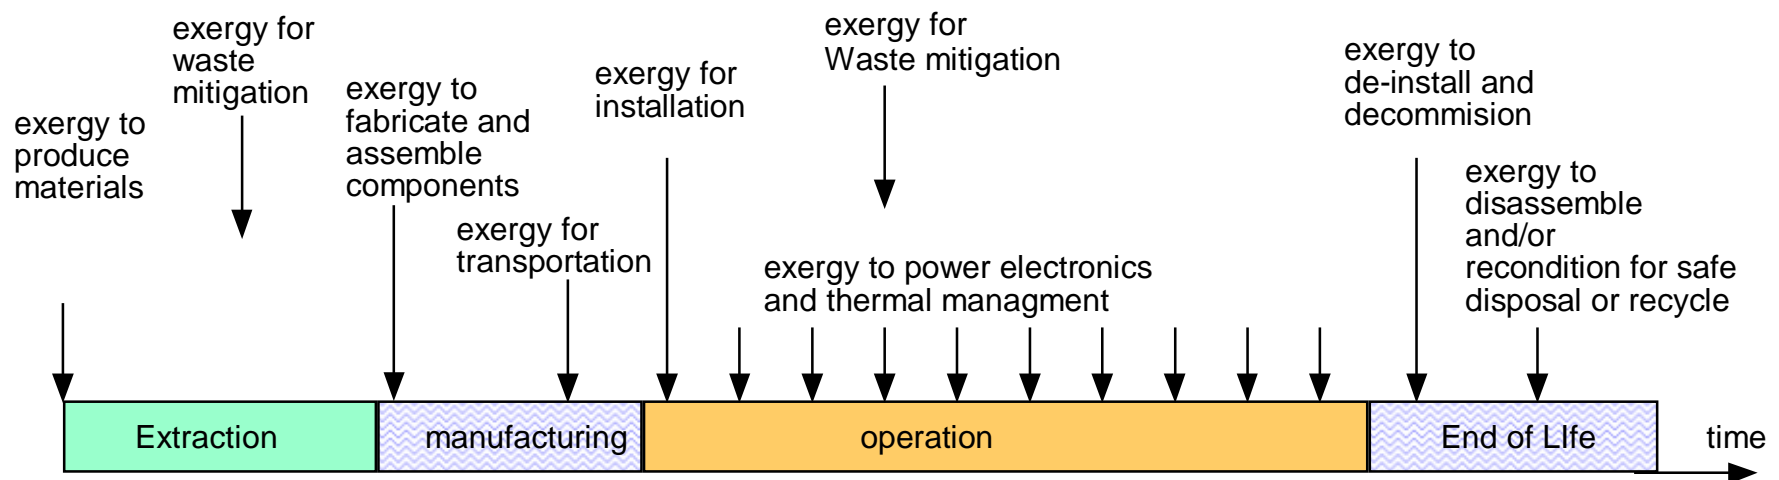 exergy to
produce
materials
exergy for
waste
mitigation
exergy to
fabricate and
assemble
components
exergy for
transportation
exergy for
installation
exergy for
Waste mitigation
exergy to power electronics
and thermal managment
exergy to
de-install and
decommision
exergy to
disassemble
and/or
recondition for safe
disposal or recycle
Extraction
manufacturing
operation
End of LIfe
time